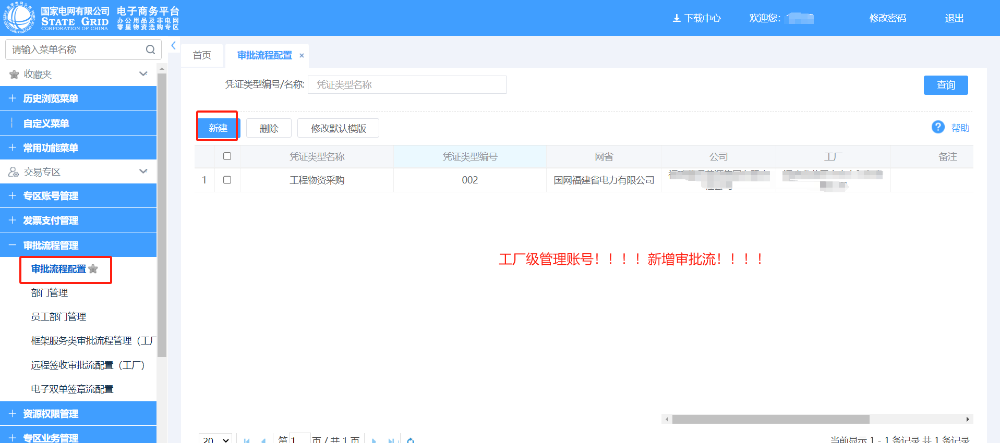 国家电网有限公司
STATE GRID
CORPORATION OF CHINA
电子商务平台
办公用品及非电网
零星物资选购专区
下载中心
欢迎您:
修改密码
退出
请输入菜单名称
收藏夹
历史浏览菜单
自定义菜单
常用功能菜单
交易专区
专区账号管理
发票支付管理
审批流程管理
审批流程配置
部门管理
员工部门管理
框架服务类审批流程管理（工厂
远程签收审批流配置（工厂）
电子双单签章流配置
资源权限管理
专区业务管理
首页
审批流程配置 ×
凭证类型编号/名称: 凭证类型名称
查询
新建 删除 修改默认模版
? 帮助
凭证类型名称 凭证类型编号 网省 公司 工厂 备注
1 工程物资采购 002 国网福建省电力有限公司
工厂级管理账号！！！！新增审批流！！！！
20 第 1 页 / 共 1 页
当前显示 1 - 1 条记录 共 1 条记录